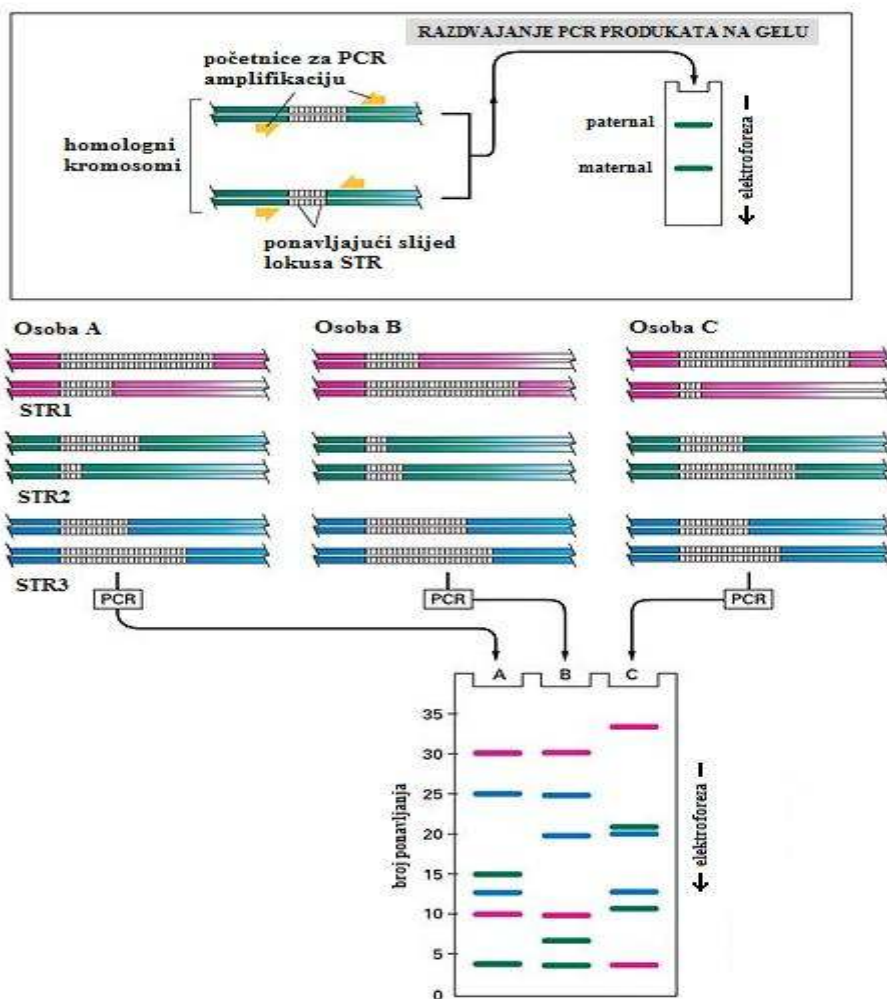 RAZDVAJANJE PCR PRODUKATA NA GELU
početnice za PCR
amplifikaciju
homologni
kromosomi
ponavljajući slijed
lokusa STR
paternal
maternal
elektroforeza
Osoba A
Osoba B
Osoba C
STR1
STR2
STR3
PCR
PCR
PCR
A
B
C
broj ponavljanja
35
30
25
20
15
10
5
0
elektroforeza